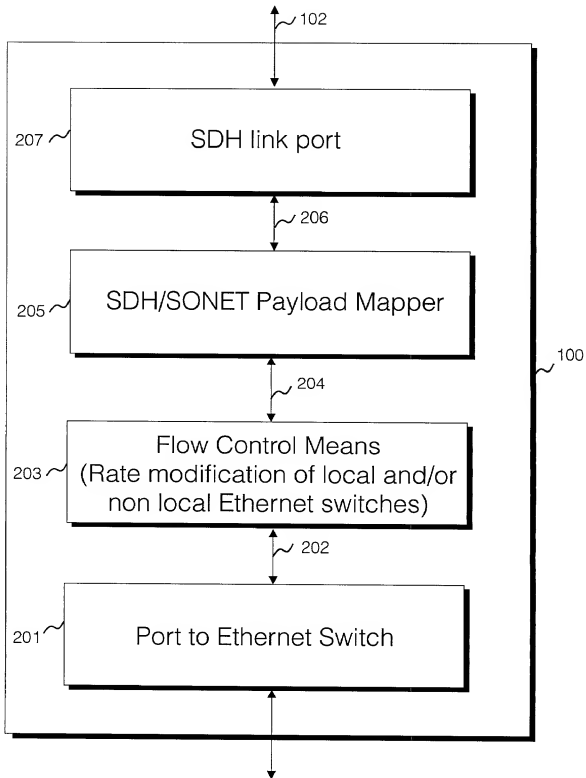 102
SDH link port
207
206
SDH/SONET Payload Mapper
205
100
204
Flow Control Means
(Rate modification of local and/or
non local Ethernet switches)
203
202
Port to Ethernet Switch
201